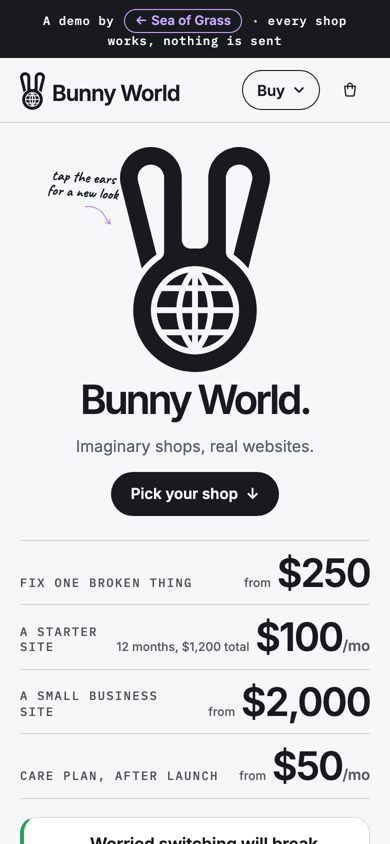 A demo by ← Sea of Grass · every shop
works, nothing is sent
Bunny World
Buy
tap the ears
for a new look
Bunny World.
Imaginary shops, real websites.
Pick your shop ↓
FIX ONE BROKEN THING from $250
A STARTER
SITE 12 months, $1,200 total $100/mo
A SMALL BUSINESS
SITE from $2,000
CARE PLAN, AFTER LAUNCH from $50/mo
Worried switching will break